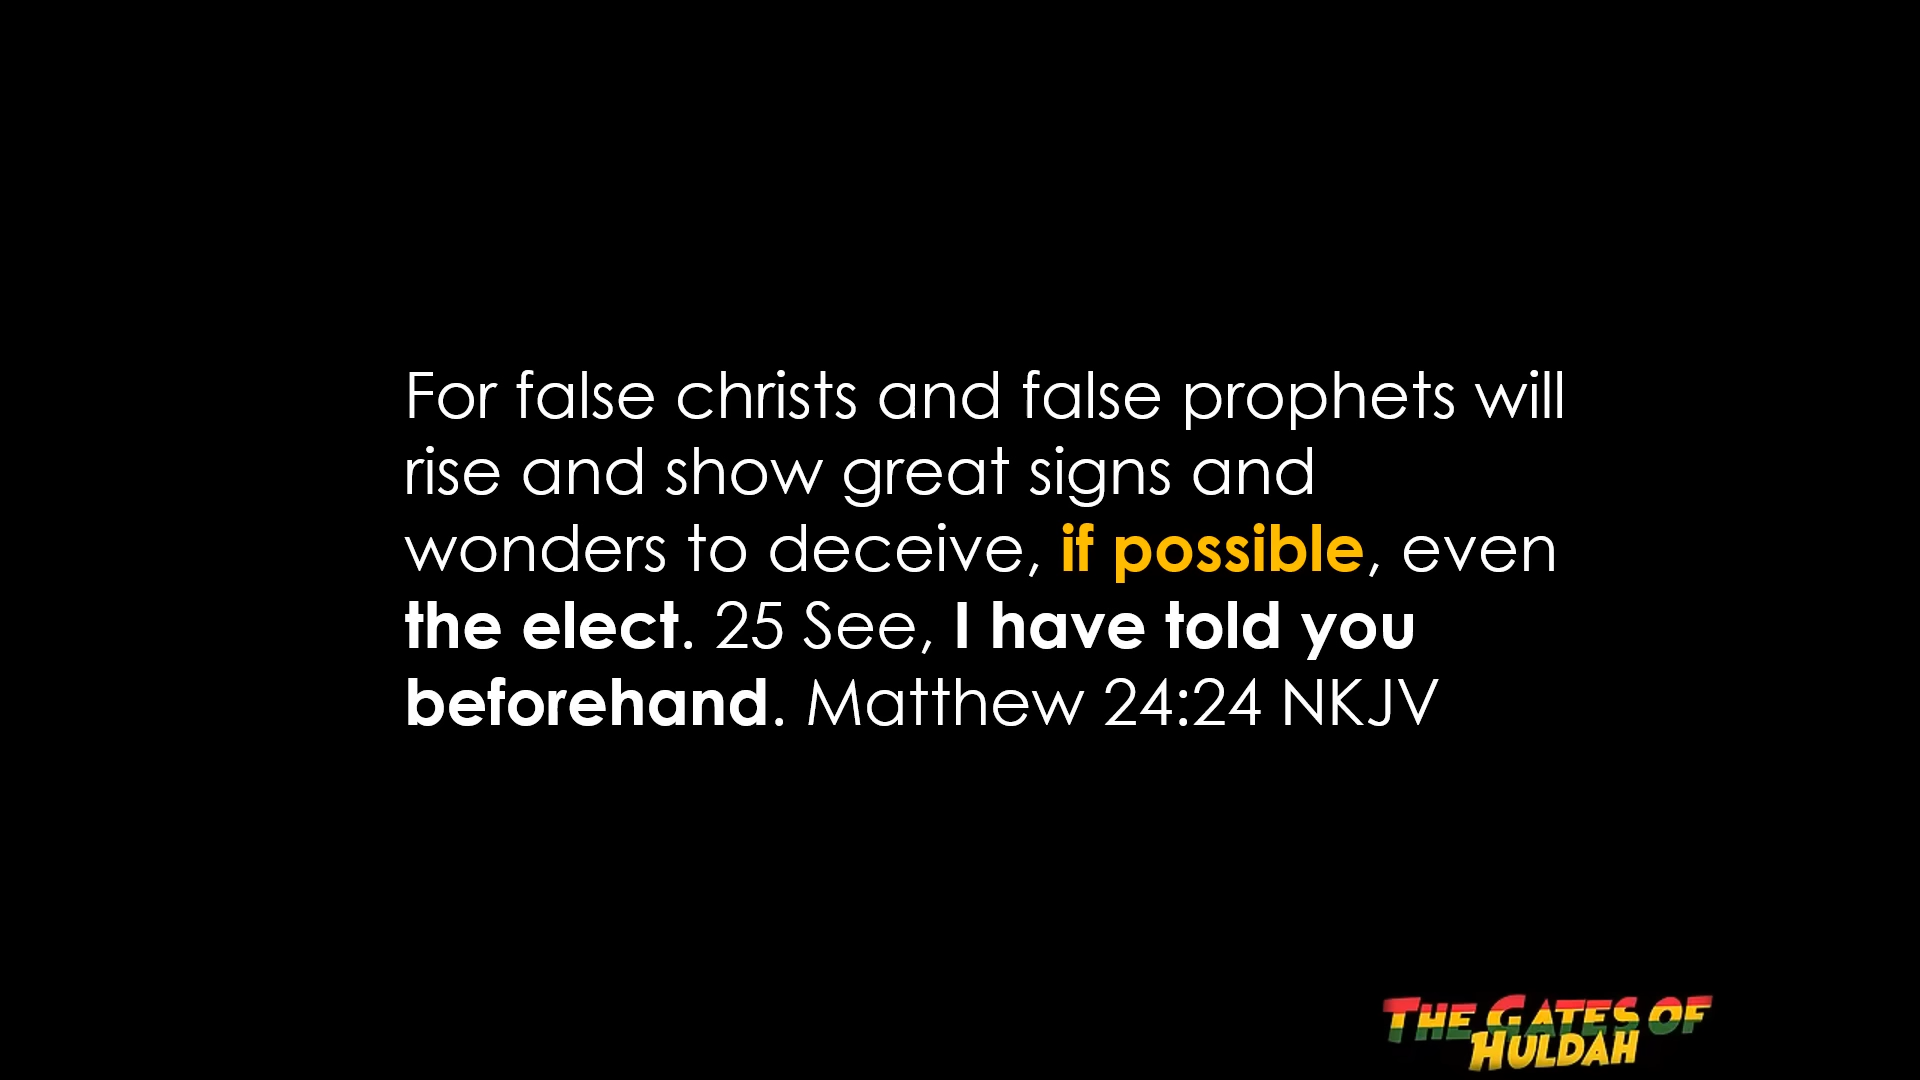 For false christs and false prophets will
rise and show great signs and
wonders to deceive, if possible, even
the elect. 25 See, I have told you
beforehand. Matthew 24:24 NKJV
THE GATES OF
HULDAH